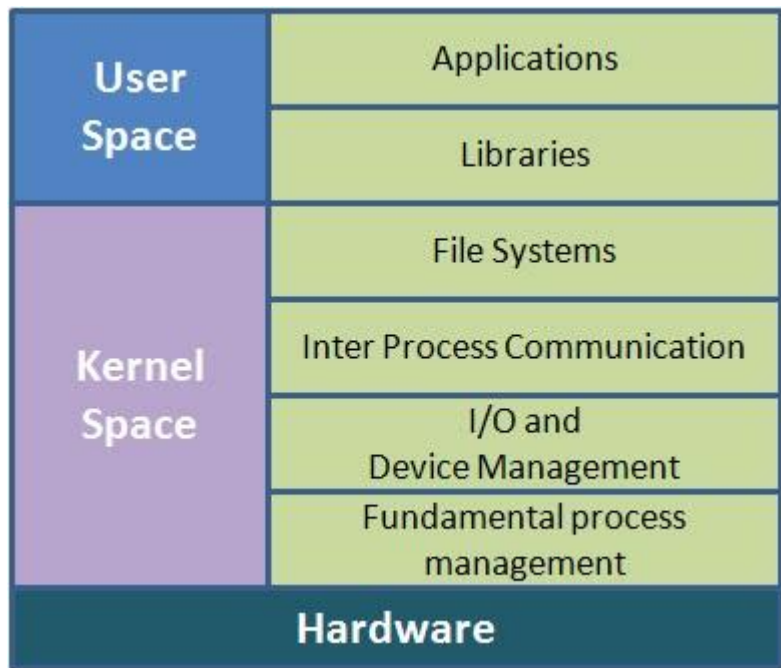 User
Space
Applications
Libraries
Kernel
Space
File Systems
Inter Process Communication
I/O and
Device Management
Fundamental process
management
Hardware